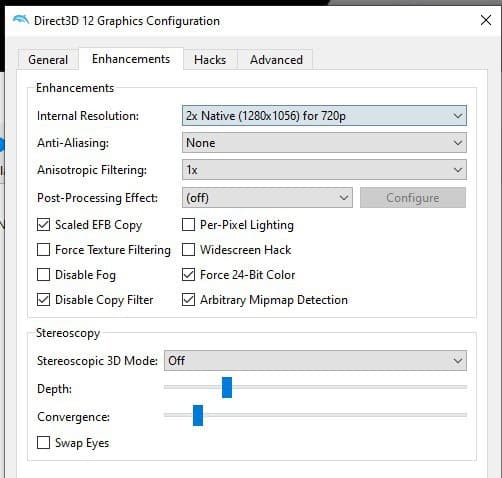 Direct3D 12 Graphics Configuration
General Enhancements Hacks Advanced
Enhancements
Internal Resolution: 2x Native (1280x1056) for 720p
Anti-Aliasing: None
Anisotropic Filtering: 1x
Post-Processing Effect: (off) Configure
Scaled EFB Copy Per-Pixel Lighting
Force Texture Filtering Widescreen Hack
Disable Fog Force 24-Bit Color
Disable Copy Filter Arbitrary Mipmap Detection
Stereoscopy
Stereoscopic 3D Mode: Off
Depth:
Convergence:
Swap Eyes